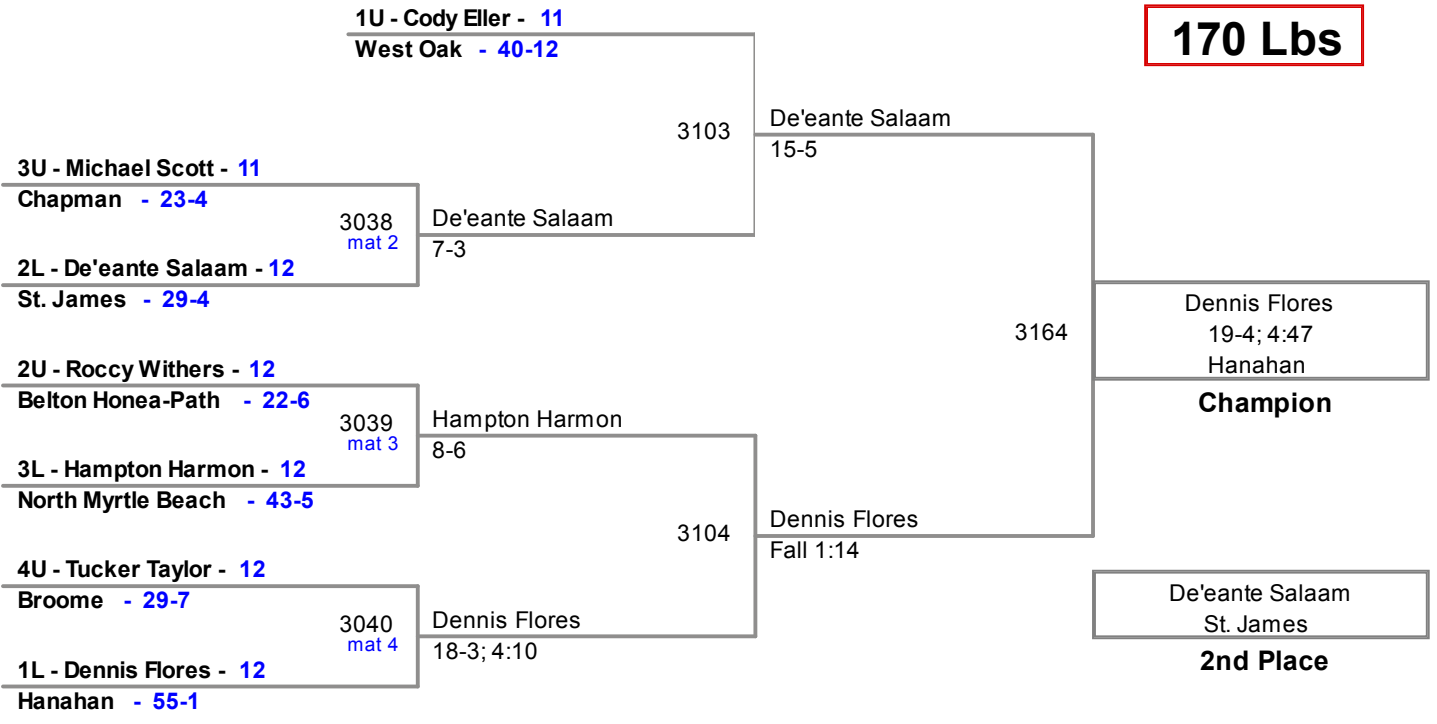 1U - Cody Eller - 11
West Oak - 40-12
170 Lbs
3103
De'eante Salaam
15-5
3U - Michael Scott - 11
Chapman - 23-4
3038
mat 2
De'eante Salaam
7-3
2L - De'eante Salaam - 12
St. James - 29-4
3164
Dennis Flores
19-4; 4:47
Hanahan
Champion
2U - Roccy Withers - 12
Belton Honea-Path - 22-6
3039
mat 3
Hampton Harmon
8-6
3L - Hampton Harmon - 12
North Myrtle Beach - 43-5
3104
Dennis Flores
Fall 1:14
4U - Tucker Taylor - 12
Broome - 29-7
3040
mat 4
Dennis Flores
18-3; 4:10
1L - Dennis Flores - 12
Hanahan - 55-1
De'eante Salaam
St. James
2nd Place